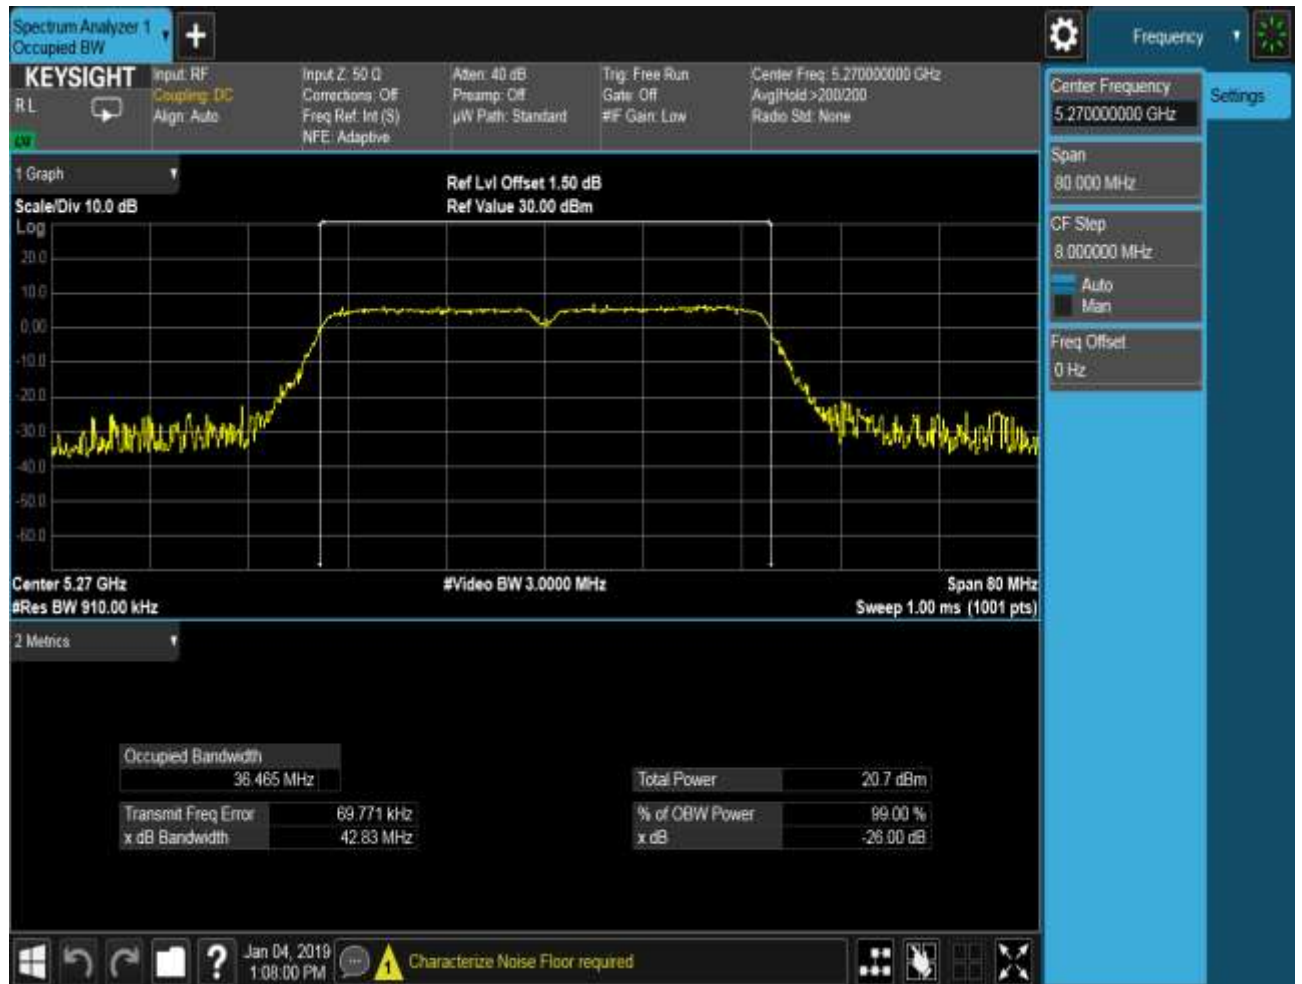 Spectrum Analyzer 1
Occupied BW
Frequency
KEYSIGHT
R L
Input: RF
Coupling: DC
Align: Auto
Input Z: 50 Ω
Corrections: Off
Freq Ref: Int (S)
NFE: Adaptive
Atten: 40 dB
Preamp: Off
µW Path: Standard
Trig: Free Run
Gate: Off
#IF Gain: Low
Center Freq: 5.270000000 GHz
Avg|Hold:>200/200
Radio Std: None
Center Frequency
5.270000000 GHz
Settings
Span
80.000 MHz
CF Step
8.000000 MHz
Auto
Man
Freq Offset
0 Hz
1 Graph
Scale/Div 10.0 dB
Ref Lvl Offset 1.50 dB
Ref Value 30.00 dBm
Log
20.0
10.0
0.00
-10.0
-20.0
-30.0
-40.0
-50.0
-60.0
Center 5.27 GHz
#Video BW 3.0000 MHz
Span 80 MHz
#Res BW 910.00 kHz
Sweep 1.00 ms (1001 pts)
2 Metrics
Occupied Bandwidth
36.465 MHz
Total Power 20.7 dBm
Transmit Freq Error 69.771 kHz
% of OBW Power 99.00 %
x dB Bandwidth 42.83 MHz
x dB -26.00 dB
?
Jan 04, 2019
1:08:00 PM
1
Characterize Noise Floor required